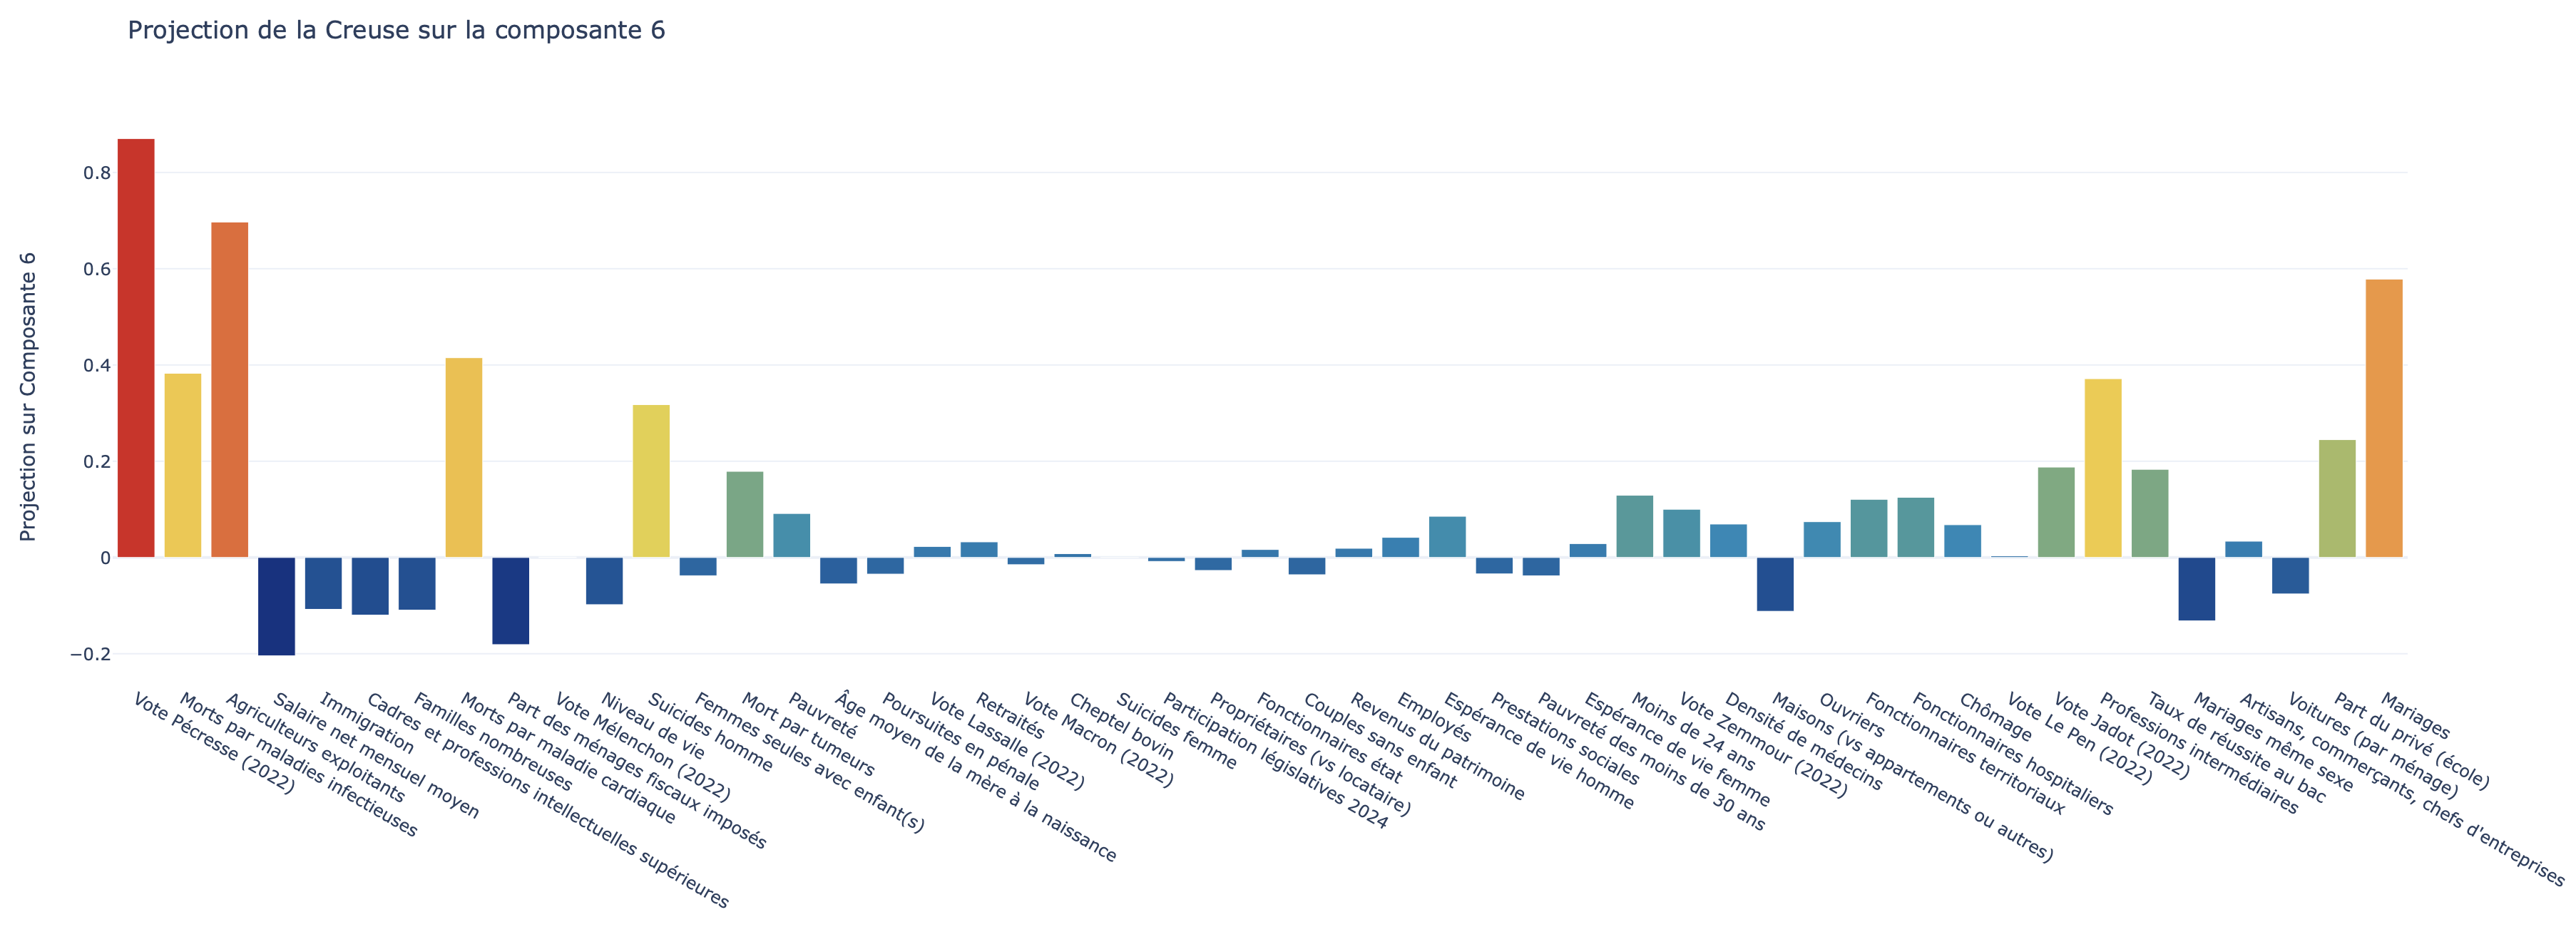 Projection de la Creuse sur la composante 6
Projection sur Composante 6
0.8
0.6
0.4
0.2
0
−0.2
Vote Pécresse (2022)
Morts par maladies infectieuses
Agriculteurs exploitants
Salaire net mensuel moyen
Immigration
Cadres et professions intellectuelles supérieures
Familles nombreuses
Morts par maladie cardiaque
Part des ménages fiscaux imposés
Vote Mélenchon (2022)
Niveau de vie
Suicides homme
Femmes seules avec enfant(s)
Mort par tumeurs
Pauvreté
Âge moyen de la mère à la naissance
Poursuites en pénale
Vote Lassalle (2022)
Retraités
Vote Macron (2022)
Cheptel bovin
Suicides femme
Participation législatives 2024
Propriétaires (vs locataire)
Fonctionnaires état
Couples sans enfant
Revenus du patrimoine
Employés
Espérance de vie homme
Prestations sociales
Pauvreté des moins de 30 ans
Espérance de vie femme
Moins de 24 ans
Vote Zemmour (2022)
Densité de médecins
Maisons (vs appartements ou autres)
Ouvriers
Fonctionnaires territoriaux
Fonctionnaires hospitaliers
Chômage
Vote Le Pen (2022)
Vote Jadot (2022)
Professions intermédiaires
Taux de réussite au bac
Mariages même sexe
Artisans, commerçants, chefs d'entreprises
Voitures (par ménage)
Part du privé (école)
Mariages